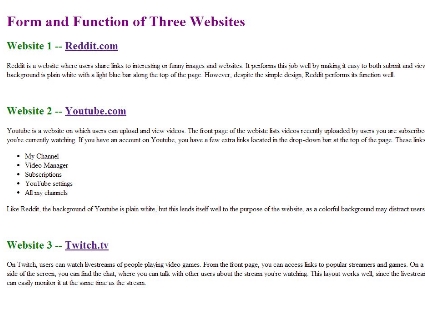 Form and Function of Three Websites
Website 1 -- Reddit.com
Reddit is a website where users share links to interesting or funny images and websites. It performs this job well by making it easy to both submit and view
background is plain white with a light blue bar along the top of the page. However, despite the simple design, Reddit performs its function well.
Website 2 -- Youtube.com
Youtube is a website on which users can upload and view videos. The front page of the website lists videos recently uploaded by users you are subscribe
you're currently watching. If you have an account on Youtube, you have a few extra links located in the drop-down bar at the top of the page. These links
• My Channel
• Video Manager
• Subscriptions
• YouTube settings
• All my channels
Like Reddit, the background of Youtube is plain white, but this lends itself well to the purpose of the website, as a colorful background may distract users
Website 3 -- Twitch.tv
On Twitch, users can watch livestreams of people playing video games. From the front page, you can access links to popular streamers and games. On a
side of the screen, you can find the chat, where you can talk with other users about the stream you're watching. This layout works well, since the livestream
can easily monitor it at the same time as the stream.